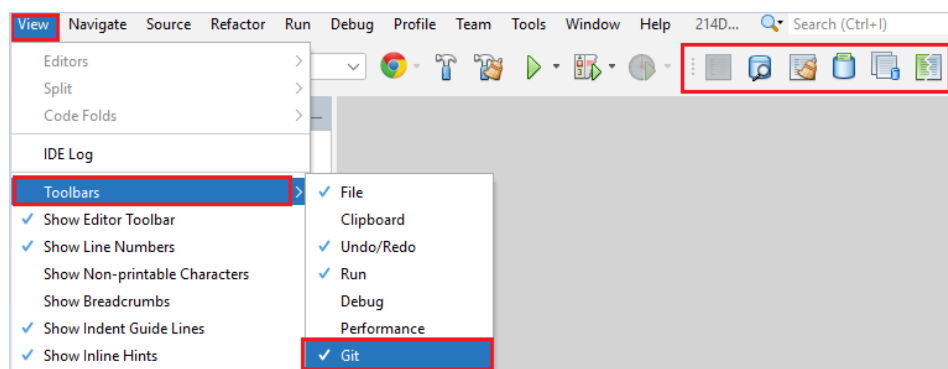 View Navigate Source Refactor Run Debug Profile Team Tools Window Help 214D... Search (Ctrl+I)
Editors
Split
Code Folds
IDE Log
Toolbars
Show Editor Toolbar
Show Line Numbers
Show Non-printable Characters
Show Breadcrumbs
Show Indent Guide Lines
Show Inline Hints
File
Clipboard
Undo/Redo
Run
Debug
Performance
Git